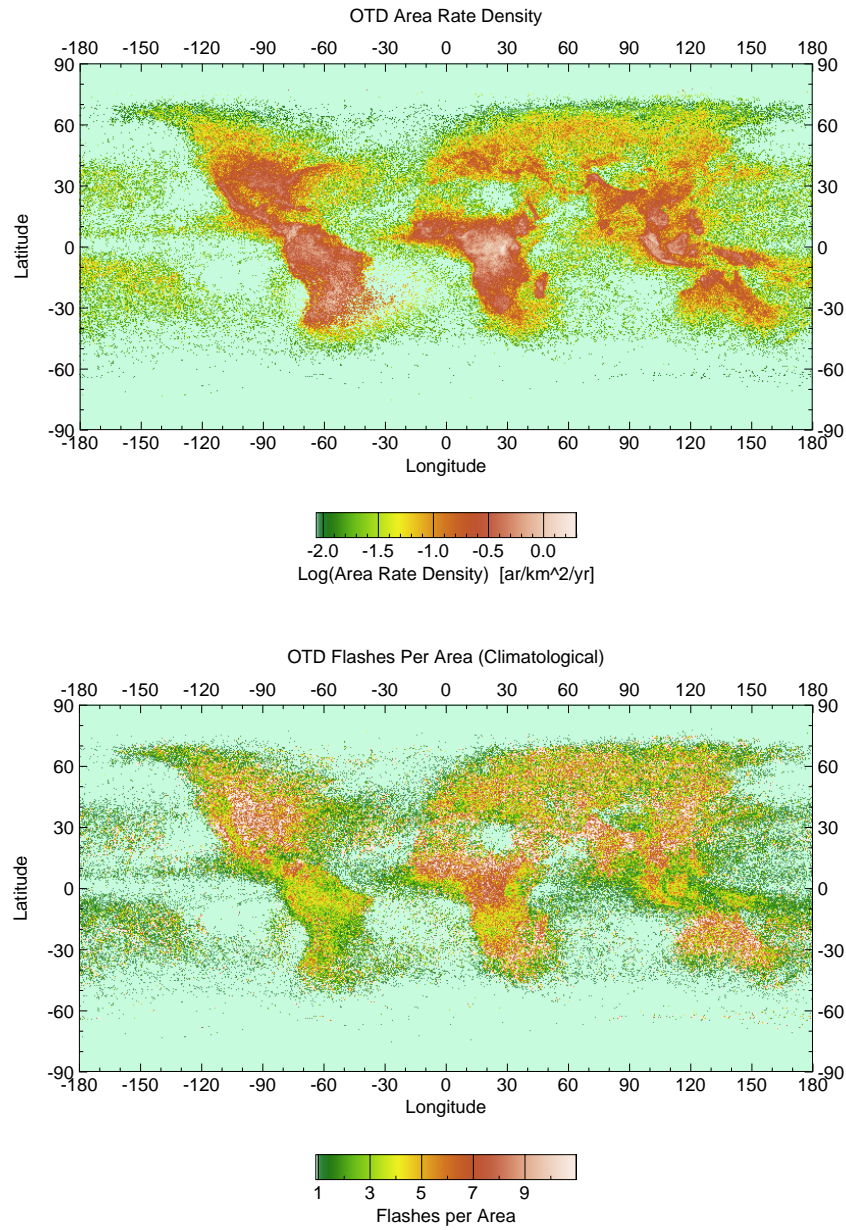 OTD Area Rate Density
-180 -150 -120 -90 -60 -30 0 30 60 90 120 150 180
90 90
60 60
30 30
0 0
-30 -30
-60 -60
-90 -90
-180 -150 -120 -90 -60 -30 0 30 60 90 120 150 180
Latitude
Longitude
-2.0 -1.5 -1.0 -0.5 0.0
Log(Area Rate Density) [ar/km^2/yr]
OTD Flashes Per Area (Climatological)
-180 -150 -120 -90 -60 -30 0 30 60 90 120 150 180
90 90
60 60
30 30
0 0
-30 -30
-60 -60
-90 -90
-180 -150 -120 -90 -60 -30 0 30 60 90 120 150 180
Latitude
Longitude
1 3 5 7 9
Flashes per Area